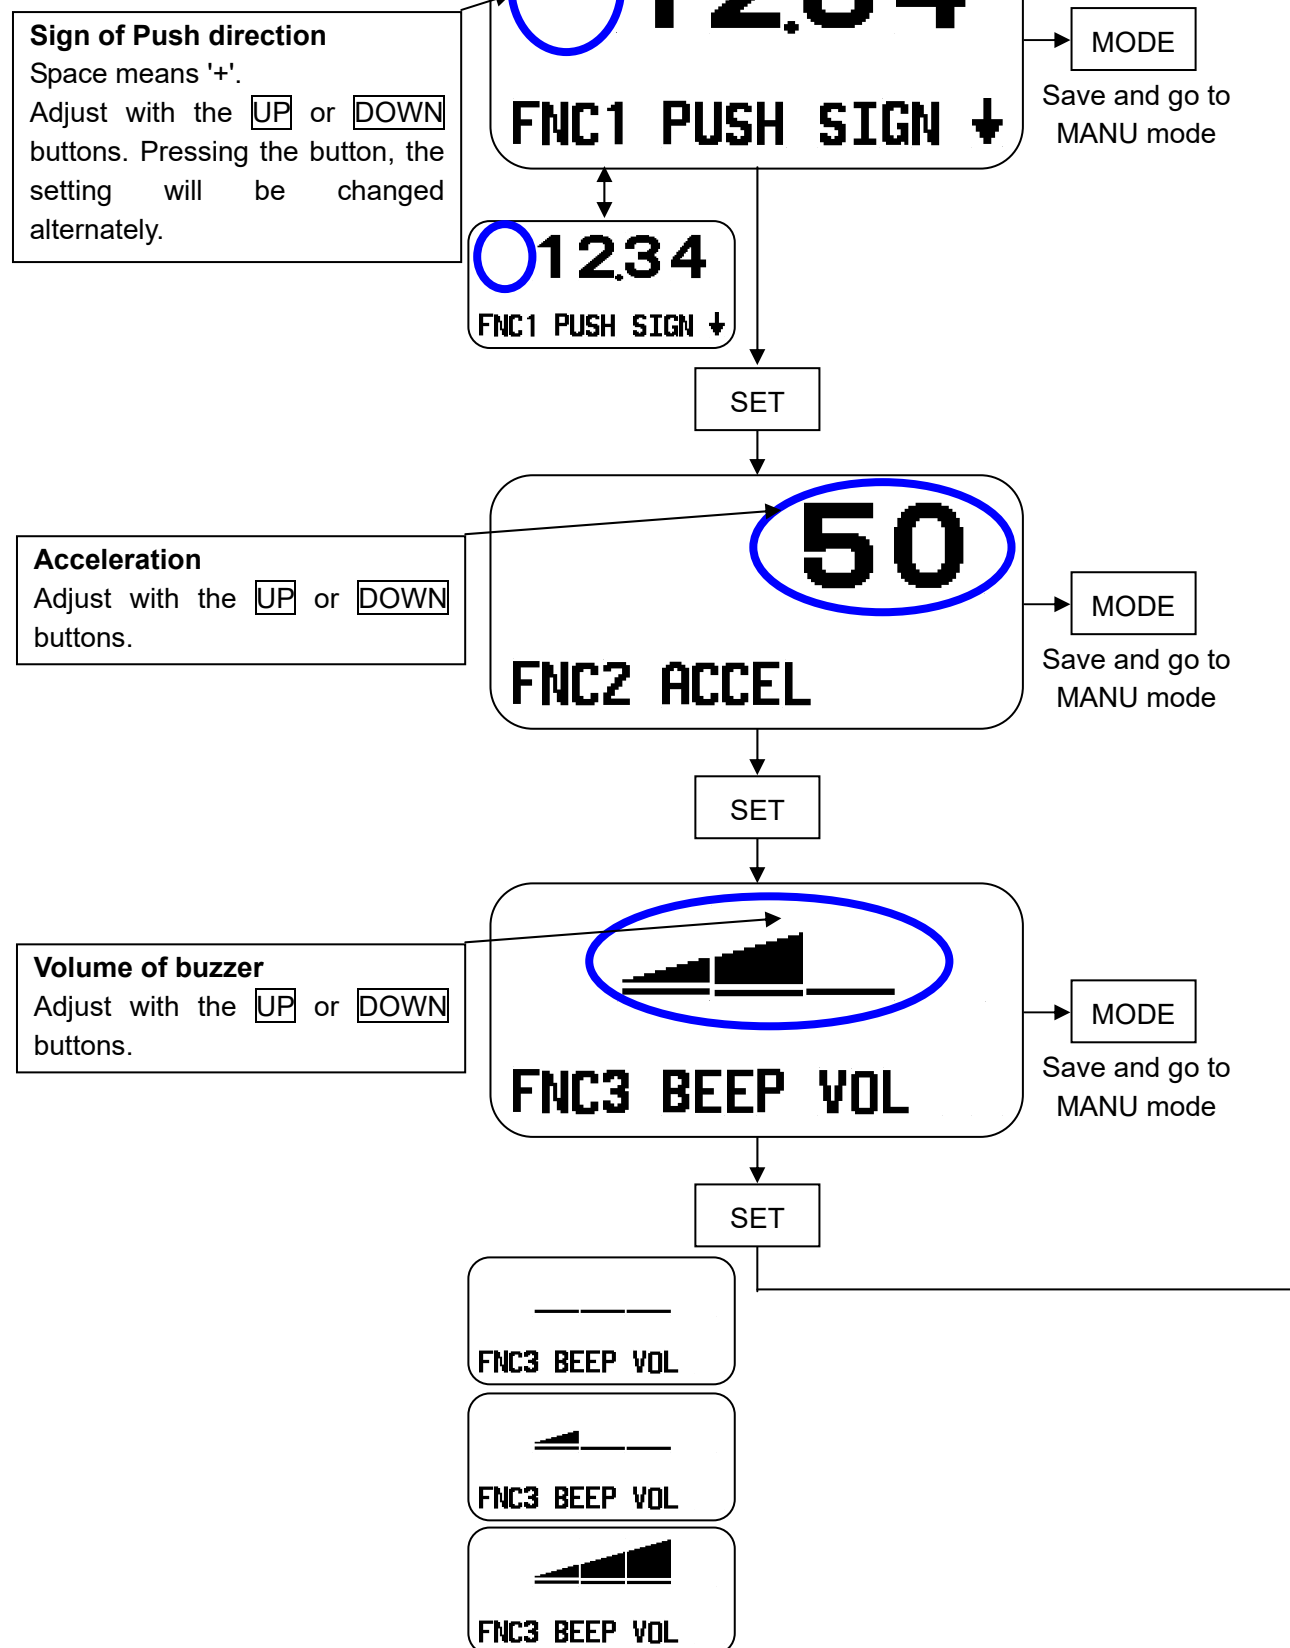 Sign of Push direction
Space means '+'.
Adjust with the UP or DOWN
buttons. Pressing the button, the
setting will be changed
alternately.
12.34
FNC1 PUSH SIGN
MODE
Save and go to
MANU mode
12.34
FNC1 PUSH SIGN
SET
Acceleration
Adjust with the UP or DOWN
buttons.
50
FNC2 ACCEL
MODE
Save and go to
MANU mode
SET
Volume of buzzer
Adjust with the UP or DOWN
buttons.
FNC3 BEEP VOL
MODE
Save and go to
MANU mode
SET
FNC3 BEEP VOL
FNC3 BEEP VOL
FNC3 BEEP VOL